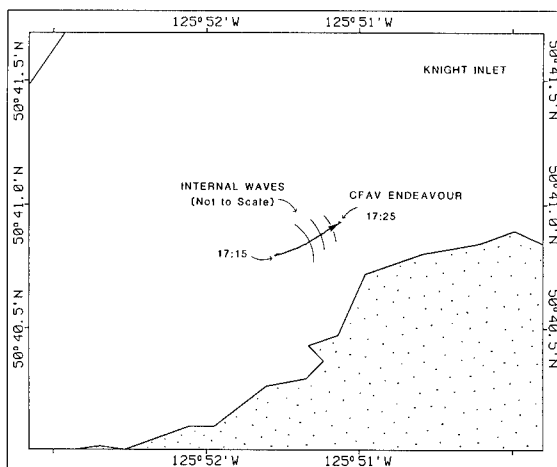 125°52'W 125°51'W
50°41.5'N
50°41.5'N
KNIGHT INLET
INTERNAL WAVES
(Not to Scale)
CFAV ENDEAVOUR
17:25
50°41.0'N
50°41.0'N
17:15
50°40.5'N
50°40.5'N
125°52'W 125°51'W